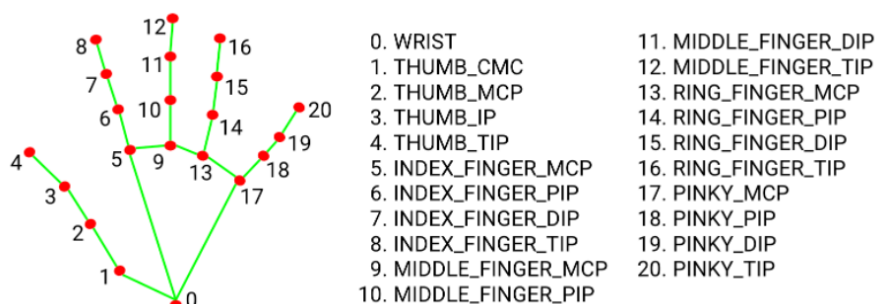 12
8
16
11
7
15
10
20
6
14
19
4
5
9
13
18
3
17
2
1
0
0. WRIST
1. THUMB_CMC
2. THUMB_MCP
3. THUMB_IP
4. THUMB_TIP
5. INDEX_FINGER_MCP
6. INDEX_FINGER_PIP
7. INDEX_FINGER_DIP
8. INDEX_FINGER_TIP
9. MIDDLE_FINGER_MCP
10. MIDDLE_FINGER_PIP
11. MIDDLE_FINGER_DIP
12. MIDDLE_FINGER_TIP
13. RING_FINGER_MCP
14. RING_FINGER_PIP
15. RING_FINGER_DIP
16. RING_FINGER_TIP
17. PINKY_MCP
18. PINKY_PIP
19. PINKY_DIP
20. PINKY_TIP